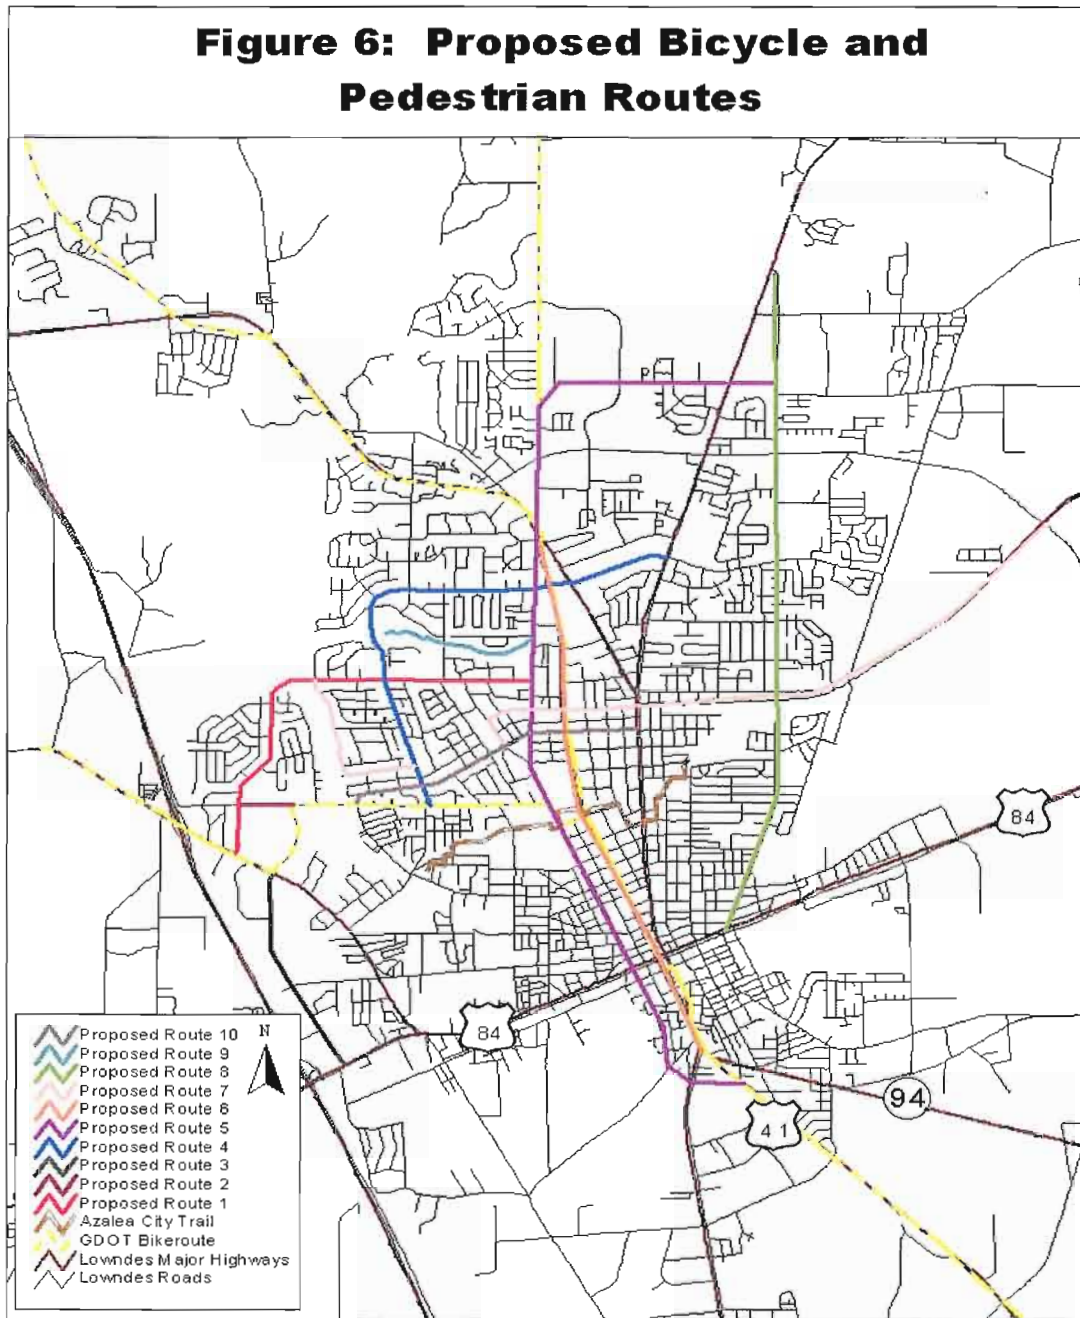 Figure 6: Proposed Bicycle and
Pedestrian Routes
84
84
94
41
N
Proposed Route 10
Proposed Route 9
Proposed Route 8
Proposed Route 7
Proposed Route 6
Proposed Route 5
Proposed Route 4
Proposed Route 3
Proposed Route 2
Proposed Route 1
Azalea City Trail
GDOT Bikeroute
Lowndes Major Highways
Lowndes Roads